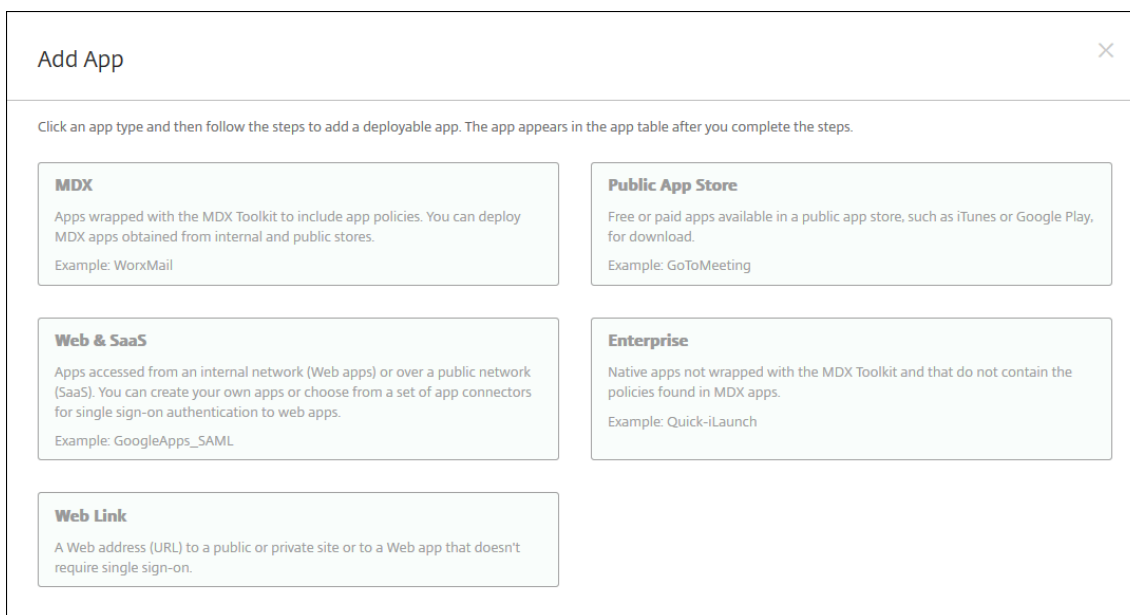 Add App
Click an app type and then follow the steps to add a deployable app. The app appears in the app table after you complete the steps.
MDX
Apps wrapped with the MDX Toolkit to include app policies. You can deploy
MDX apps obtained from internal and public stores.
Example: WorxMail
Public App Store
Free or paid apps available in a public app store, such as iTunes or Google Play,
for download.
Example: GoToMeeting
Web & SaaS
Apps accessed from an internal network (Web apps) or over a public network
(SaaS). You can create your own apps or choose from a set of app connectors
for single sign-on authentication to web apps.
Example: GoogleApps_SAML
Enterprise
Native apps not wrapped with the MDX Toolkit and that do not contain the
policies found in MDX apps.
Example: Quick-iLaunch
Web Link
A Web address (URL) to a public or private site or to a Web app that doesn't
require single sign-on.